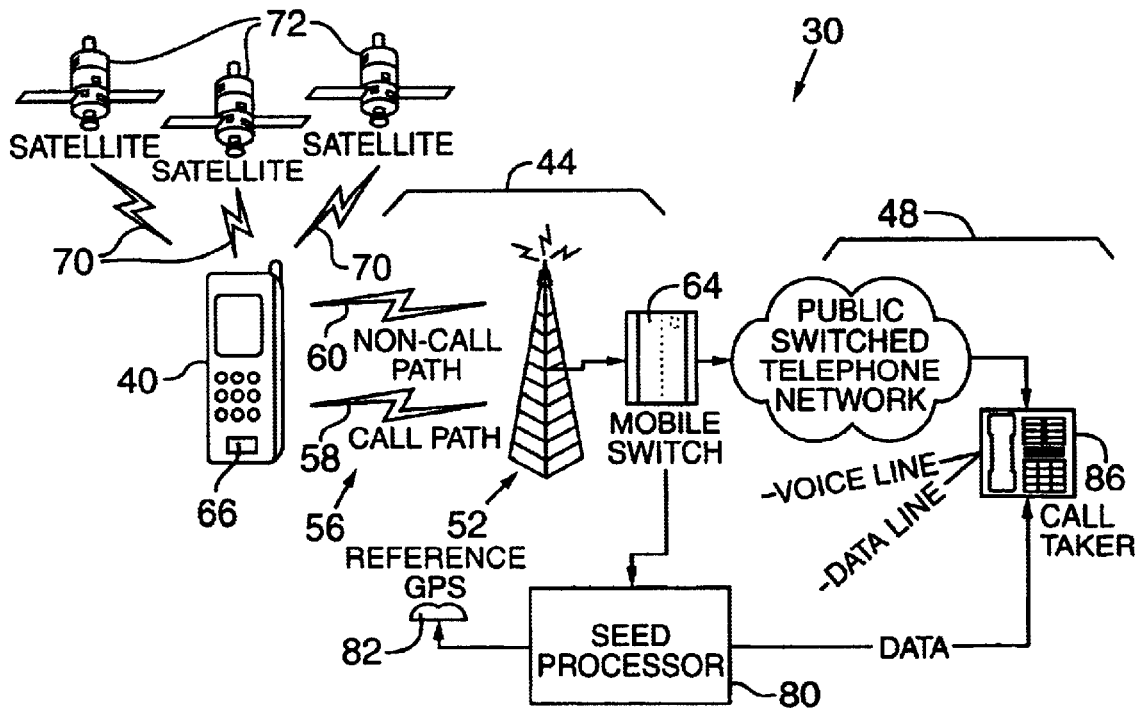 72
30
SATELLITE
SATELLITE
SATELLITE
44
48
70
70
64
60
NON-CALL
PATH
PUBLIC
SWITCHED
TELEPHONE
NETWORK
40
58
CALL PATH
MOBILE
SWITCH
66
56
52
-VOICE LINE
-DATA LINE
86
CALL
TAKER
REFERENCE
GPS
82
SEED
PROCESSOR
80
DATA